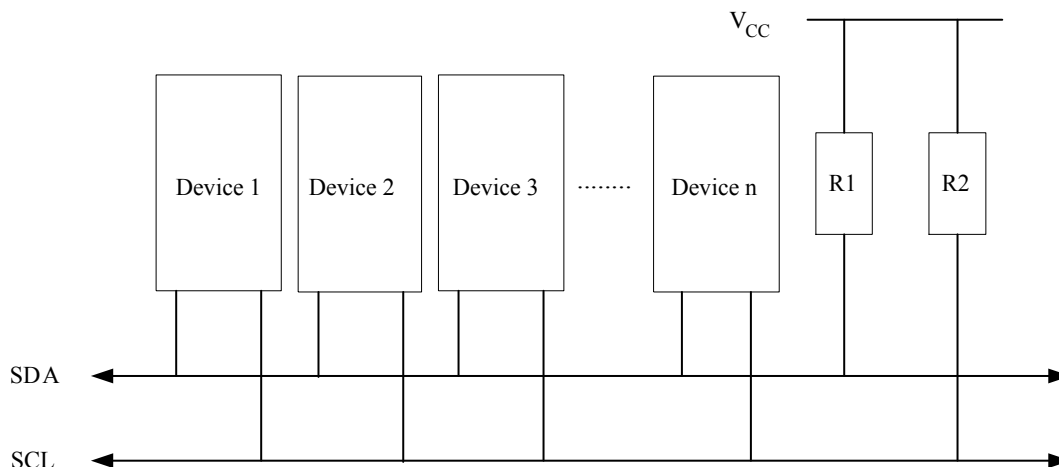 V_CC
Device 1
Device 2
Device 3
........
Device n
R1
R2
SDA
SCL